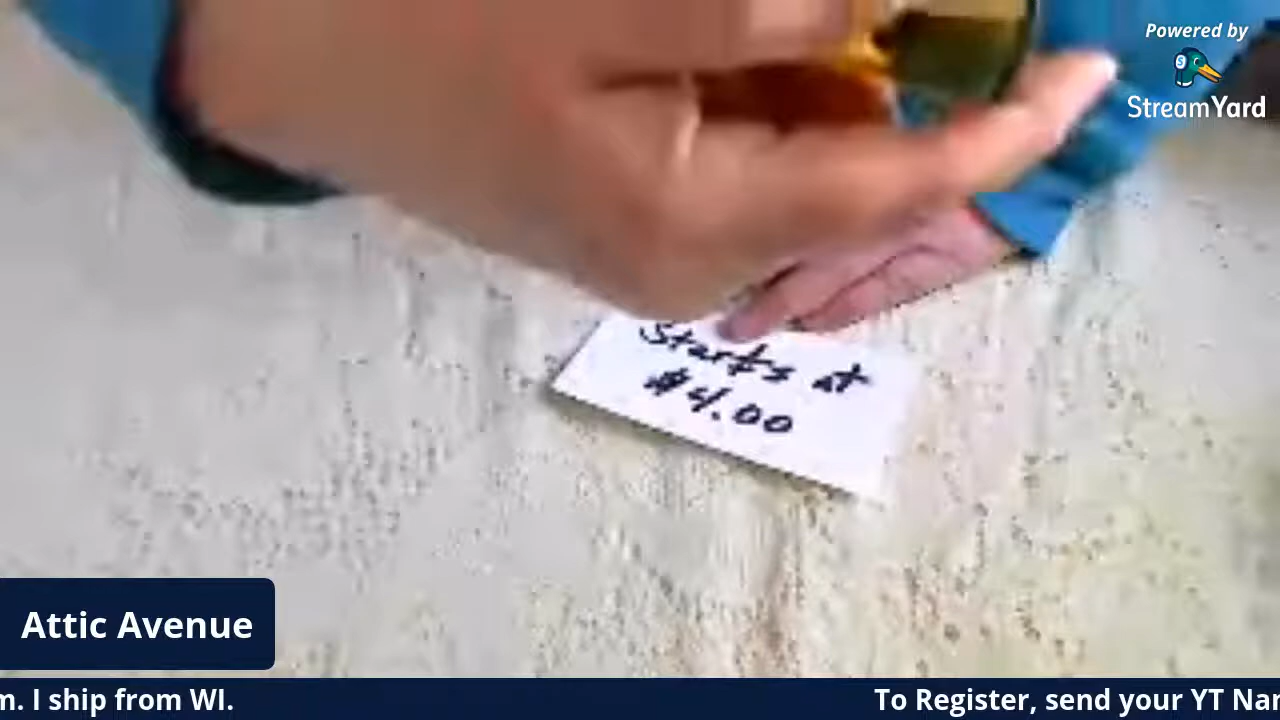 Powered by
StreamYard
Starts at
$4.00
Attic Avenue
m. I ship from WI.
To Register, send your YT Nar